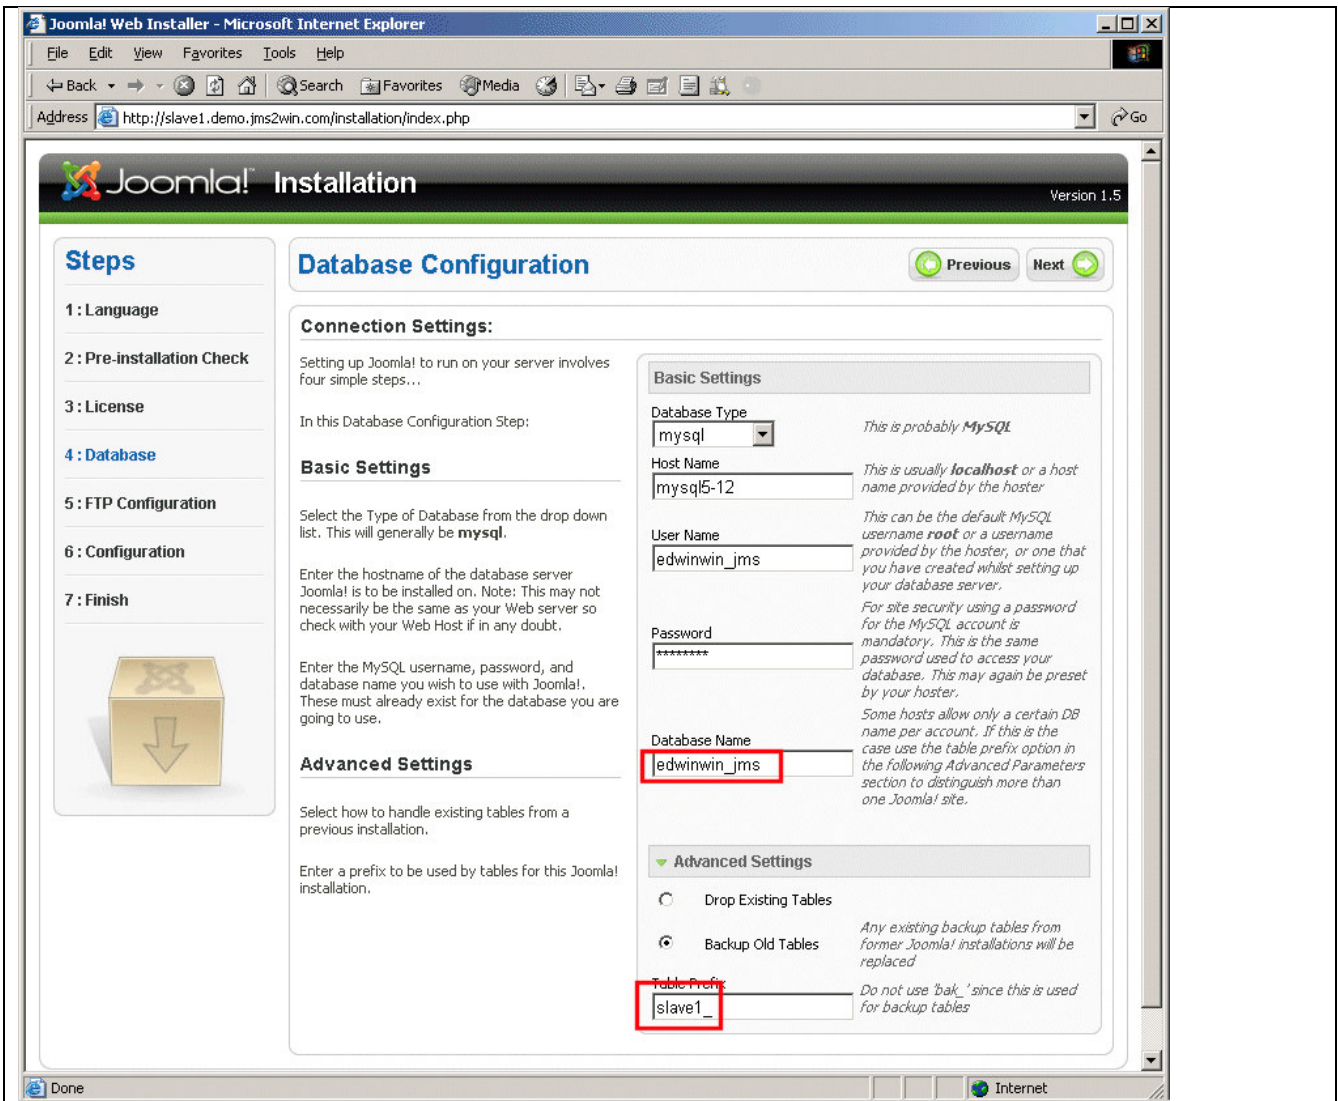 Joomla! Web Installer - Microsoft Internet Explorer
File Edit View Favorites Tools Help
Back Search Favorites Media
Address http://slave1.demo.jms2win.com/installation/index.php Go
Joomla! Installation
Version 1.5
Steps
1 : Language
2 : Pre-installation Check
3 : License
4 : Database
5 : FTP Configuration
6 : Configuration
7 : Finish
Database Configuration
Previous Next
Connection Settings:
Setting up Joomla! to run on your server involves
four simple steps...
In this Database Configuration Step:
Basic Settings
Select the Type of Database from the drop down
list. This will generally be mysql.
Enter the hostname of the database server
Joomla! is to be installed on. Note: This may not
necessarily be the same as your Web server so
check with your Web Host if in any doubt.
Enter the MySQL username, password, and
database name you wish to use with Joomla!.
These must already exist for the database you are
going to use.
Advanced Settings
Select how to handle existing tables from a
previous installation.
Enter a prefix to be used by tables for this Joomla!
installation.
Basic Settings
Database Type
mysql
This is probably MySQL
Host Name
mysql5-12
This is usually localhost or a host
name provided by the hoster
User Name
edwinwin_jms
This can be the default MySQL
username root or a username
provided by the hoster, or one that
you have created whilst setting up
your database server.
Password
********
For site security using a password
for the MySQL account is
mandatory. This is the same
password used to access your
database. This may again be preset
by your hoster.
Database Name
edwinwin_jms
Some hosts allow only a certain DB
name per account. If this is the
case use the table prefix option in
the following Advanced Parameters
section to distinguish more than
one Joomla! site.
Advanced Settings
Drop Existing Tables
Backup Old Tables
Any existing backup tables from
former Joomla! installations will be
replaced
Table Prefix
slave1_
Do not use 'bak_' since this is used
for backup tables
Done
Internet